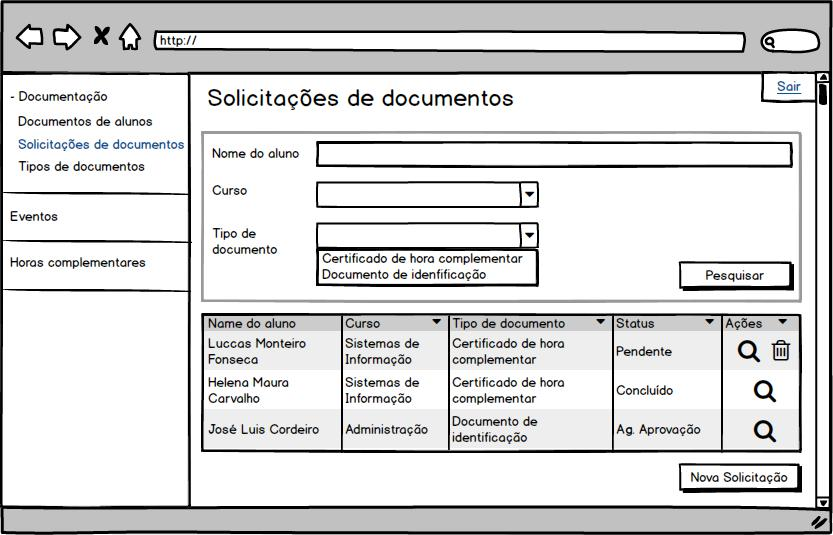 http://
Sair
- Documentação
Documentos de alunos
Solicitações de documentos
Tipos de documentos
Eventos
Horas complementares
Solicitações de documentos
Nome do aluno
Curso
Tipo de
documento
Certificado de hora complementar
Documento de idenfificação
Pesquisar
Name do aluno Curso Tipo de documento Status Ações
Luccas Monteiro Sistemas de Certificado de hora
Fonseca Informação complementar Pendente
Helena Maura Sistemas de Certificado de hora
Carvalho Informação complementar Concluído
José Luis Cordeiro Administração Documento de
identificação Ag. Aprovação
Nova Solicitação